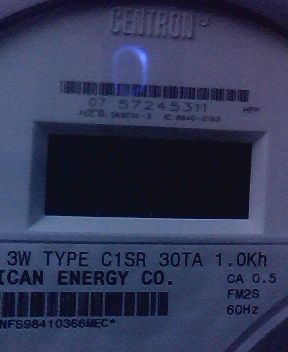 CENTRON
07 57245311
3W TYPE C1SR 30TA 1.0Kh
ICAN ENERGY CO.
CA 0.5
FM2S
60Hz
NFS98410366MEC*